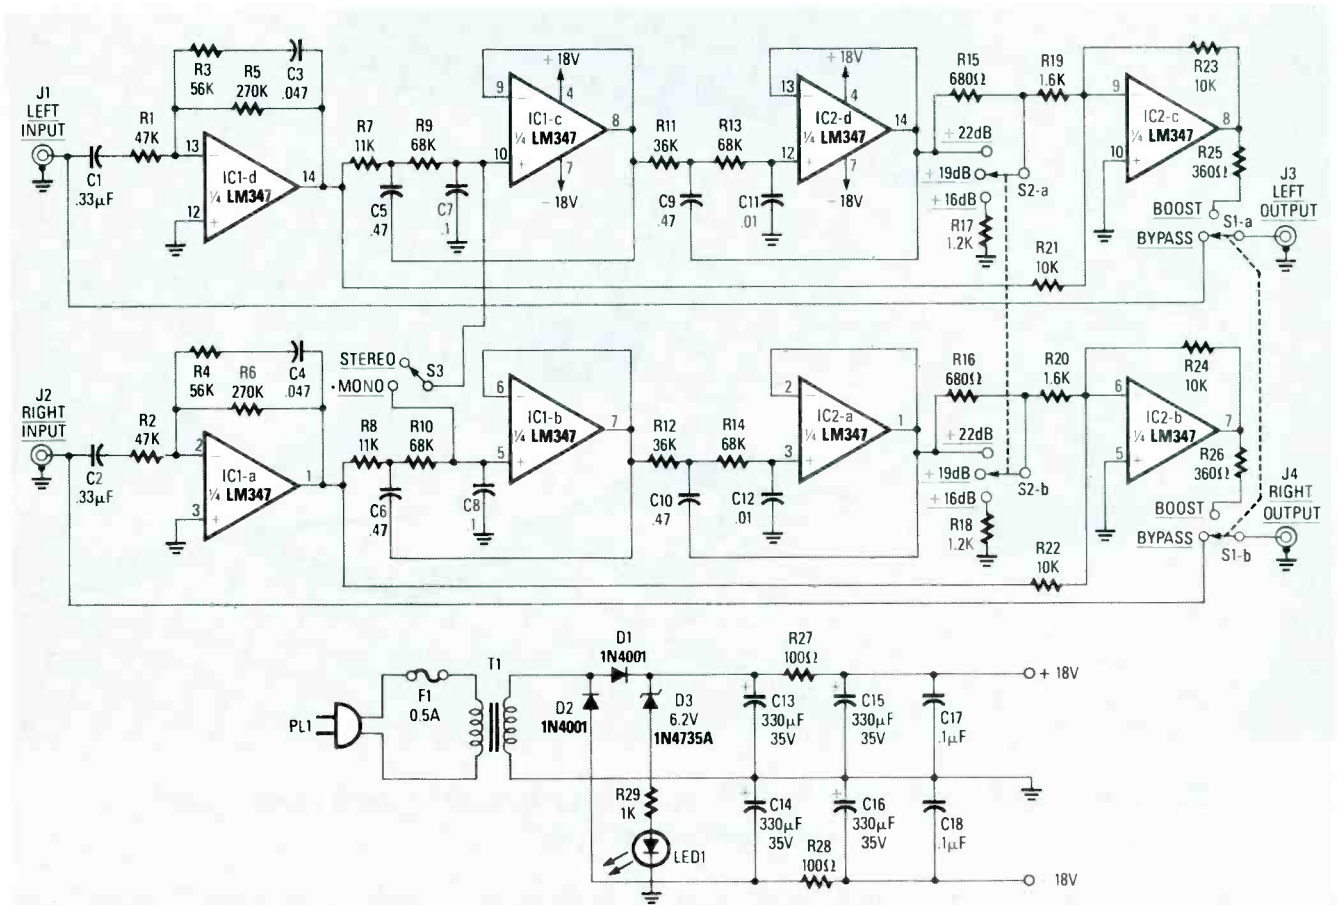 J1
LEFT
INPUT
C1
.33μF
R1
47K
R3
56K
C3
.047
R5
270K
13
12
IC1-d
¼ LM347
14
R7
11K
R9
68K
C5
.47
C7
.1
9
10
+18V
4
IC1-c
¼ LM347
7
−18V
8
R11
36K
R13
68K
C9
.47
C11
.01
13
12
+18V
4
IC2-d
¼ LM347
7
−18V
14
R15
680Ω
R19
1.6K
+22dB
+19dB
+16dB
S2-a
R17
1.2K
R21
10K
9
10
IC2-c
¼ LM347
8
R23
10K
R25
360Ω
BOOST
BYPASS
S1-a
J3
LEFT
OUTPUT
J2
RIGHT
INPUT
C2
.33μF
R2
47K
R4
56K
C4
.047
R6
270K
2
3
IC1-a
¼ LM347
1
STEREO
MONO
S3
R8
11K
R10
68K
C6
.47
C8
.1
6
5
IC1-b
¼ LM347
7
R12
36K
R14
68K
C10
.47
C12
.01
2
3
IC2-a
¼ LM347
1
R16
680Ω
R20
1.6K
+22dB
+19dB
+16dB
S2-b
R18
1.2K
R22
10K
6
5
IC2-b
¼ LM347
7
R24
10K
R26
360Ω
BOOST
BYPASS
S1-b
J4
RIGHT
OUTPUT
PL1
F1
0.5A
T1
D1
1N4001
D2
1N4001
D3
6.2V
1N4735A
R29
1K
LED1
R27
100Ω
C13
330μF
35V
C15
330μF
35V
C17
.1μF
+18V
C14
330μF
35V
C16
330μF
35V
C18
.1μF
R28
100Ω
18V